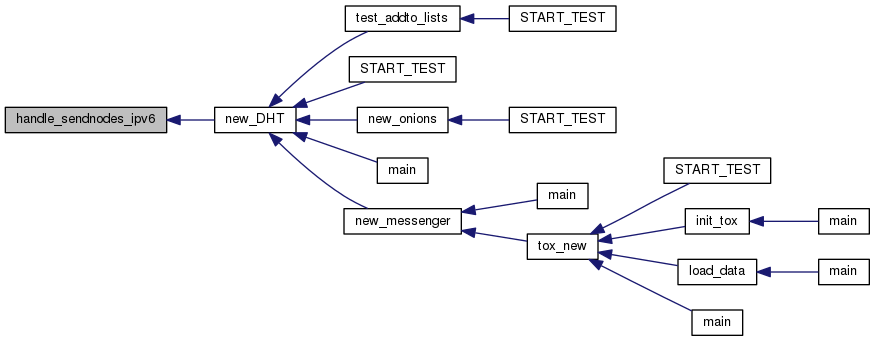 test_addto_lists
START_TEST
START_TEST
handle_sendnodes_ipv6
new_DHT
new_onions
START_TEST
main
START_TEST
main
new_messenger
init_tox
main
tox_new
load_data
main
main